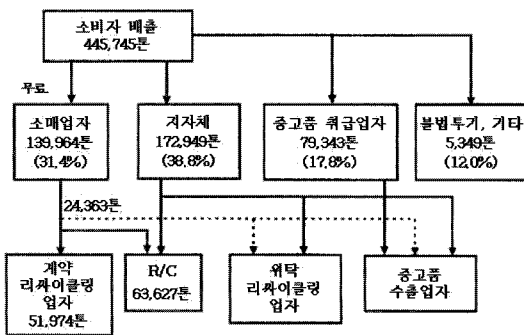 소비자 배출
445,745톤
무료
소매업자
139,964톤
(31,4%)
지자체
172,949톤
(38,8%)
중고품 취급업자
79,343톤
(17,8%)
불법투기, 기타
5,349톤
(12,0%)
24,363톤
계약
리싸이클링
업자
51,974톤
R/C
63,627톤
위탁
리싸이클링
업자
중고품
수출업자